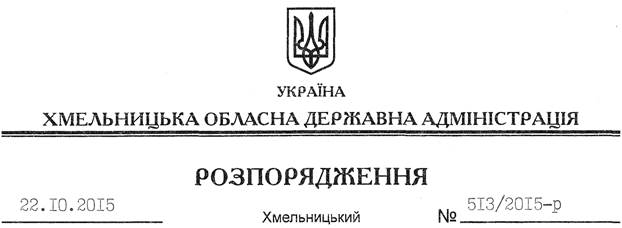 УКРАЇНА
ХМЕЛЬНИЦЬКА ОБЛАСНА ДЕРЖАВНА АДМІНІСТРАЦІЯ
РОЗПОРЯДЖЕННЯ
22.10.2015 Хмельницький № 513/2015-р